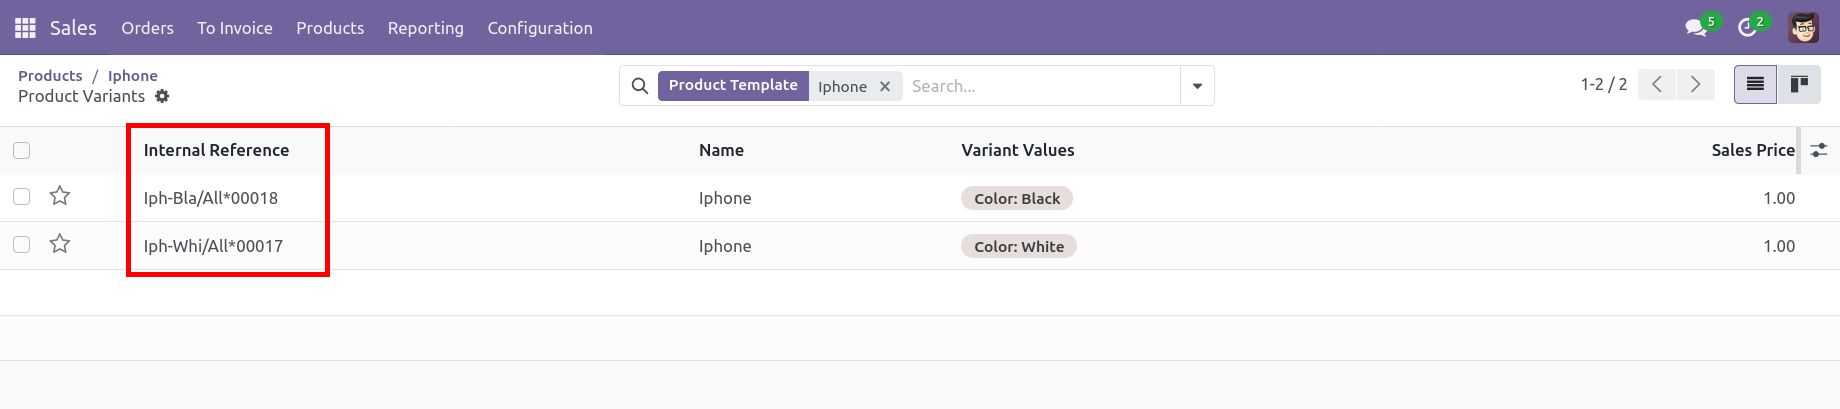 Sales Orders To Invoice Products Reporting Configuration 5 2
Products / Iphone
Product Variants
Product Template Iphone × Search...
1-2 / 2
Internal Reference Name Variant Values Sales Price
Iph-Bla/All*00018 Iphone Color: Black 1.00
Iph-Whi/All*00017 Iphone Color: White 1.00